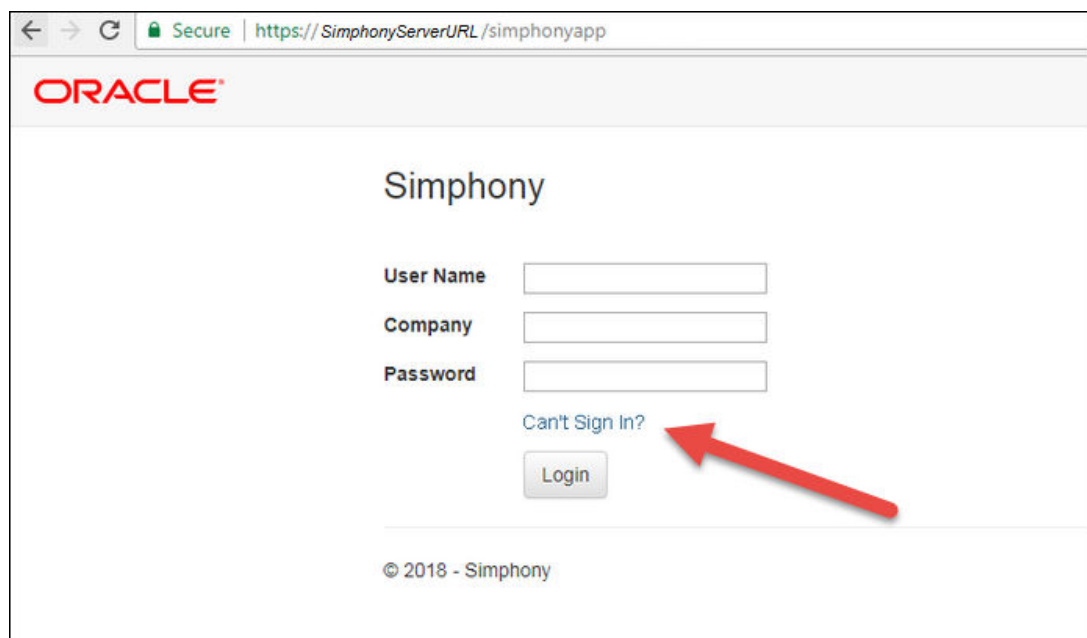 Secure | https://SimphonyServerURL/simphonyapp
ORACLE®
Simphony
User Name
Company
Password
Can't Sign In?
Login
© 2018 - Simphony